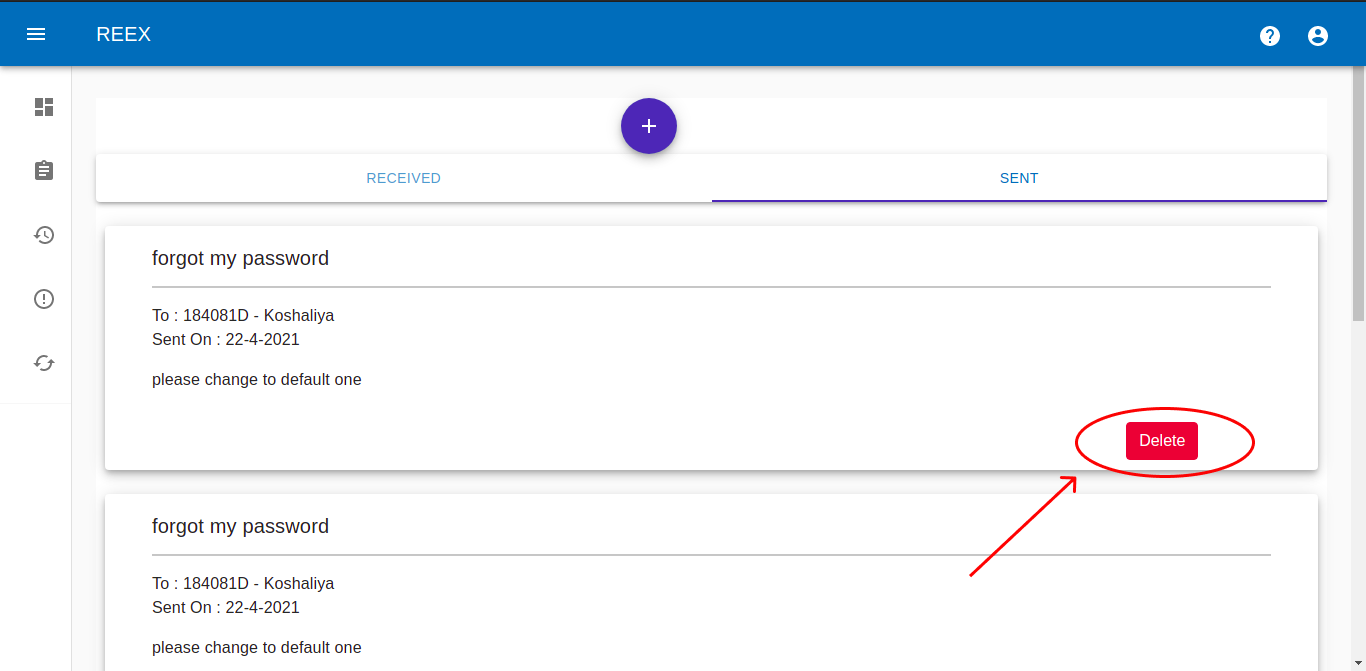 REEX
RECEIVED
SENT
forgot my password
To : 184081D - Koshaliya
Sent On : 22-4-2021
please change to default one
Delete
forgot my password
To : 184081D - Koshaliya
Sent On : 22-4-2021
please change to default one